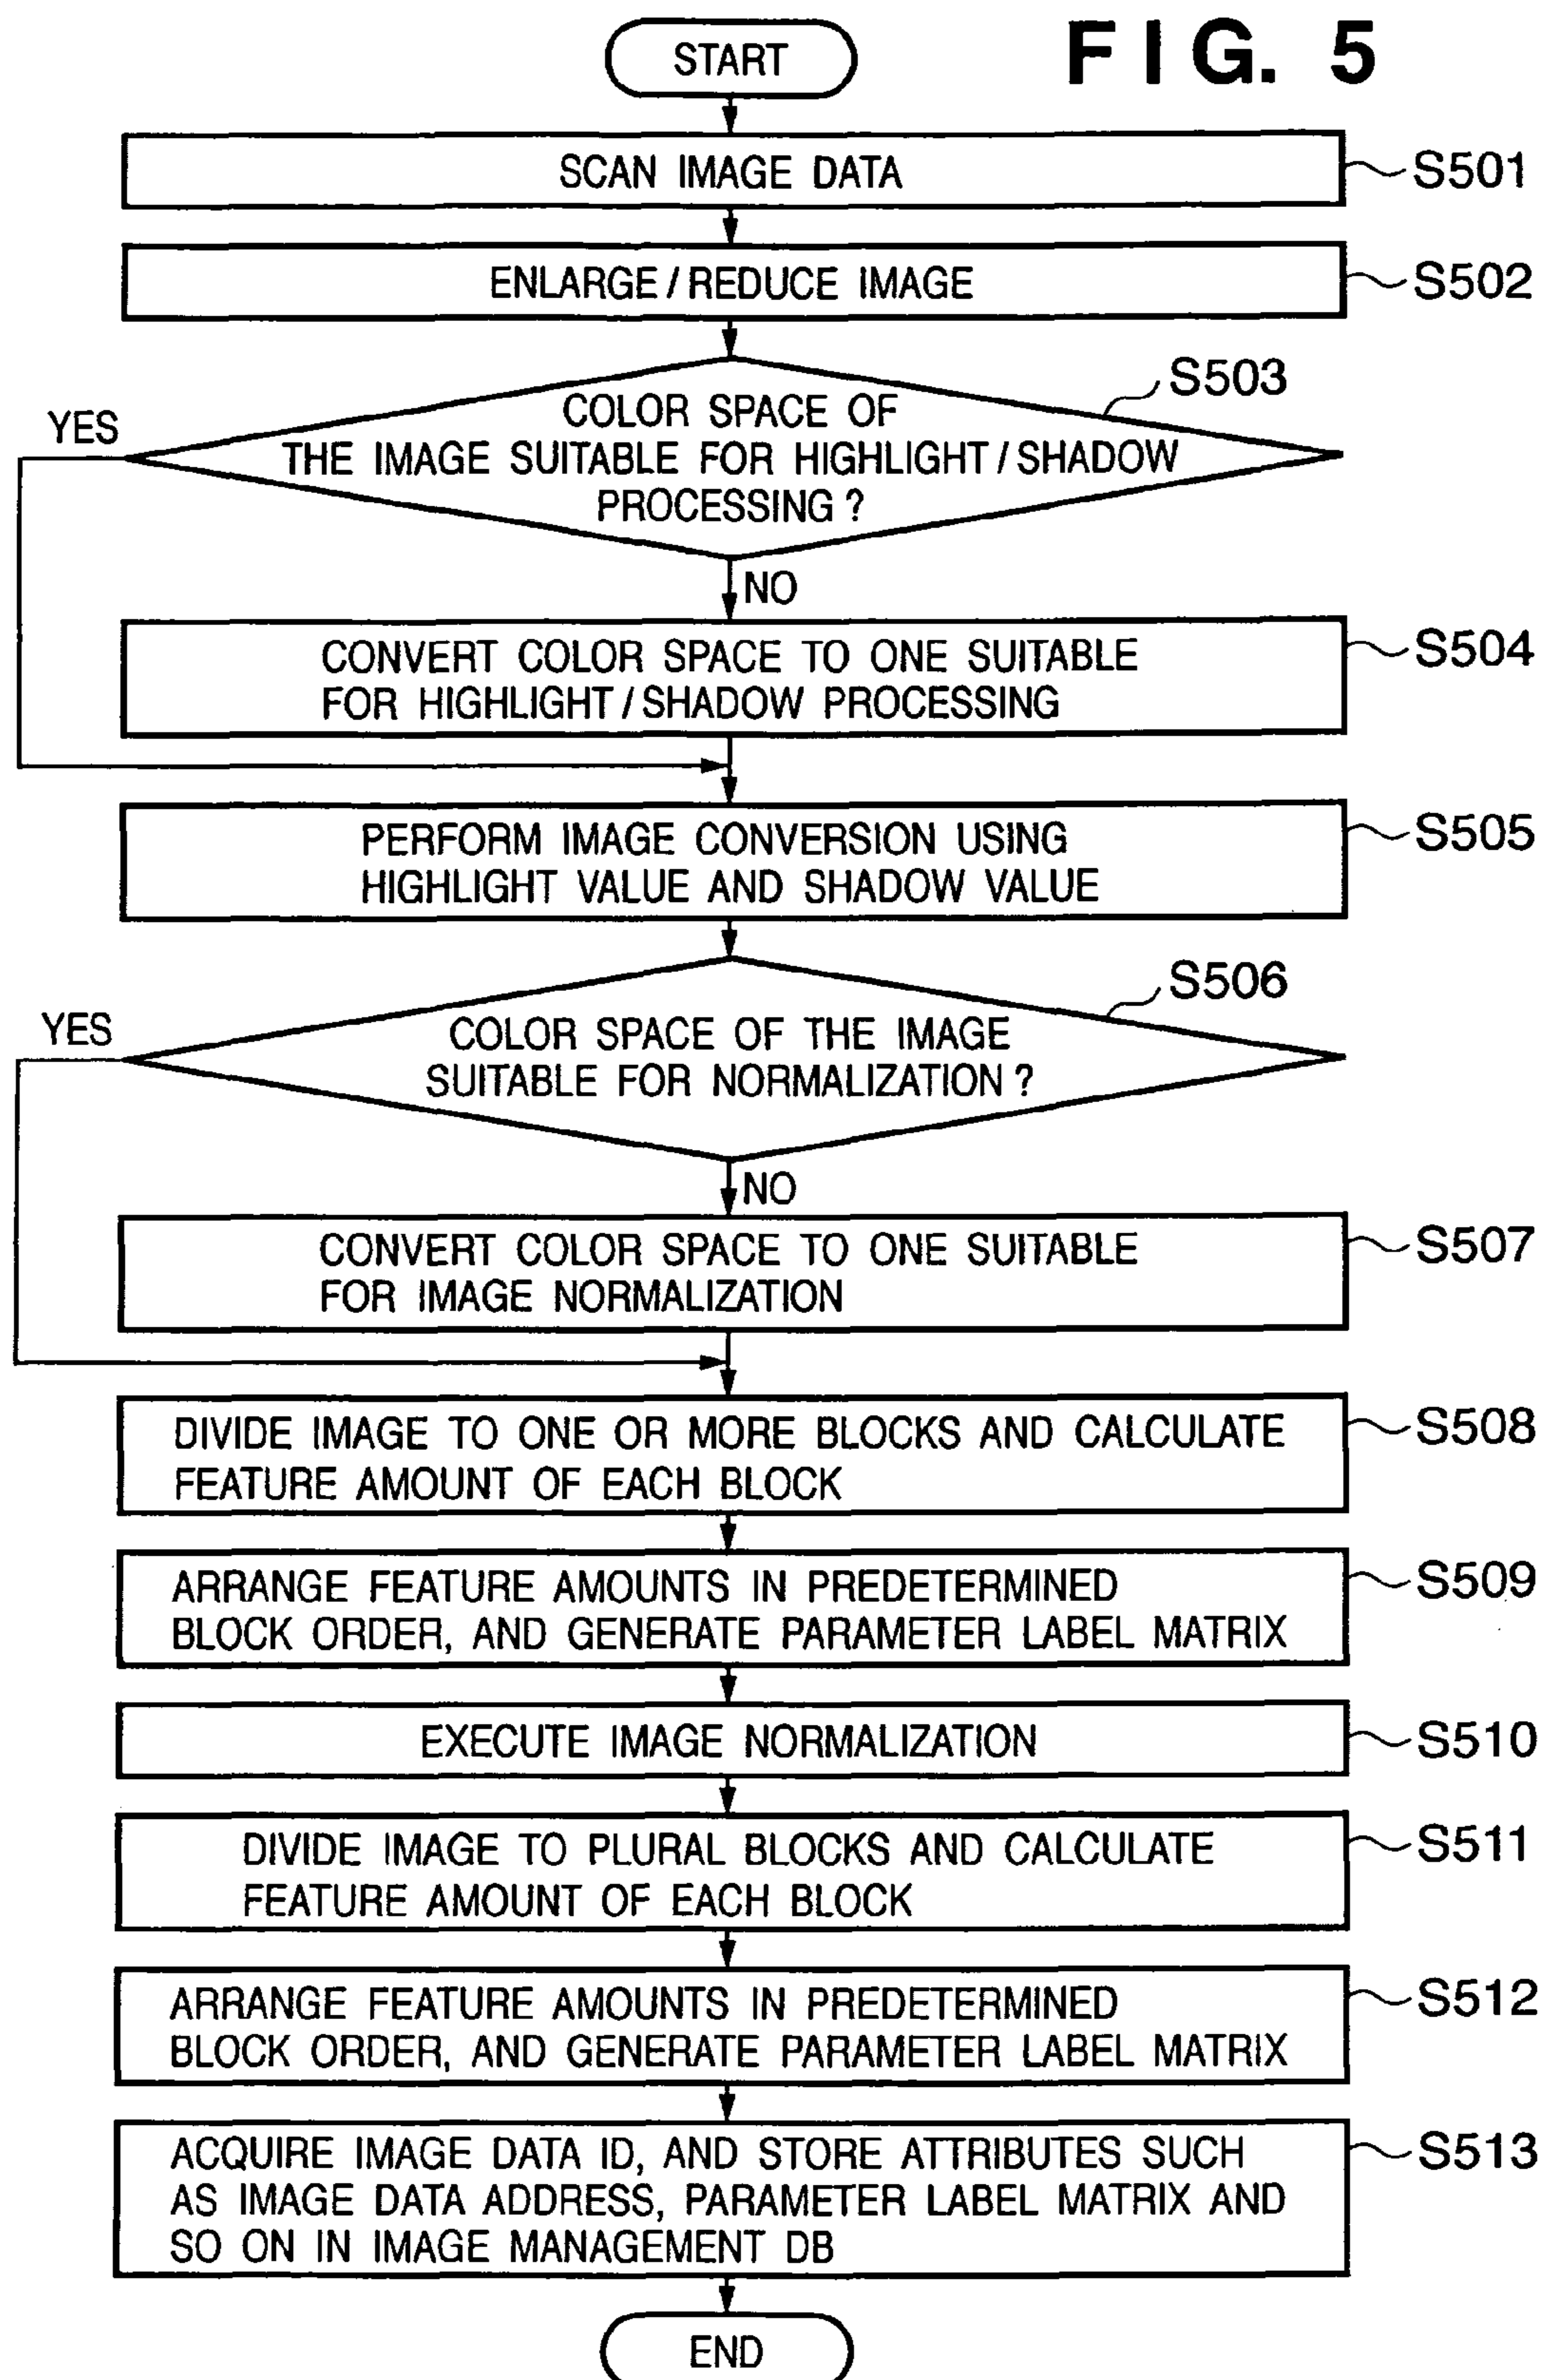 FIG. 5
START
SCAN IMAGE DATA
S501
ENLARGE/REDUCE IMAGE
S502
S503
YES
COLOR SPACE OF
THE IMAGE SUITABLE FOR HIGHLIGHT/SHADOW
PROCESSING?
NO
CONVERT COLOR SPACE TO ONE SUITABLE
FOR HIGHLIGHT/SHADOW PROCESSING
S504
PERFORM IMAGE CONVERSION USING
HIGHLIGHT VALUE AND SHADOW VALUE
S505
S506
YES
COLOR SPACE OF THE IMAGE
SUITABLE FOR NORMALIZATION?
NO
CONVERT COLOR SPACE TO ONE SUITABLE
FOR IMAGE NORMALIZATION
S507
DIVIDE IMAGE TO ONE OR MORE BLOCKS AND CALCULATE
FEATURE AMOUNT OF EACH BLOCK
S508
ARRANGE FEATURE AMOUNTS IN PREDETERMINED
BLOCK ORDER, AND GENERATE PARAMETER LABEL MATRIX
S509
EXECUTE IMAGE NORMALIZATION
S510
DIVIDE IMAGE TO PLURAL BLOCKS AND CALCULATE
FEATURE AMOUNT OF EACH BLOCK
S511
ARRANGE FEATURE AMOUNTS IN PREDETERMINED
BLOCK ORDER, AND GENERATE PARAMETER LABEL MATRIX
S512
ACQUIRE IMAGE DATA ID, AND STORE ATTRIBUTES SUCH
AS IMAGE DATA ADDRESS, PARAMETER LABEL MATRIX AND
SO ON IN IMAGE MANAGEMENT DB
S513
END